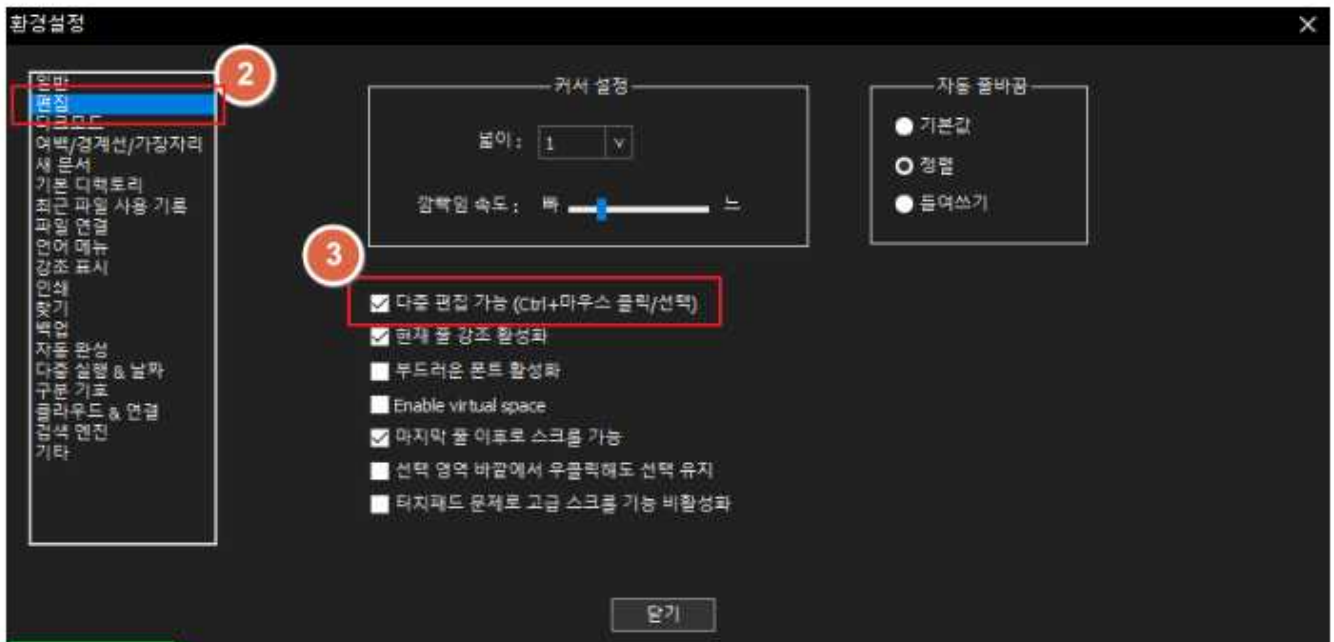 환경설정
2
일반
편집
다크모드
여백/경계선/가장자리
새 문서
기본 디렉토리
최근 파일 사용 기록
파일 연결
언어 메뉴
강조 표시
인쇄
찾기
백업
자동 완성
다중 실행 & 날짜
구분 기호
클라우드 & 연결
검색 엔진
기타
커서 설정
넓이 : 1
깜빡임 속도 : 빠 느
자동 줄바꿈
기본값
정렬
들여쓰기
3
다중 편집 가능 (Ctrl+마우스 클릭/선택)
현재 줄 강조 활성화
부드러운 폰트 활성화
Enable virtual space
마지막 줄 이후로 스크롤 가능
선택 영역 바깥에서 우클릭해도 선택 유지
터치패드 문제로 고급 스크롤 기능 비활성화
닫기